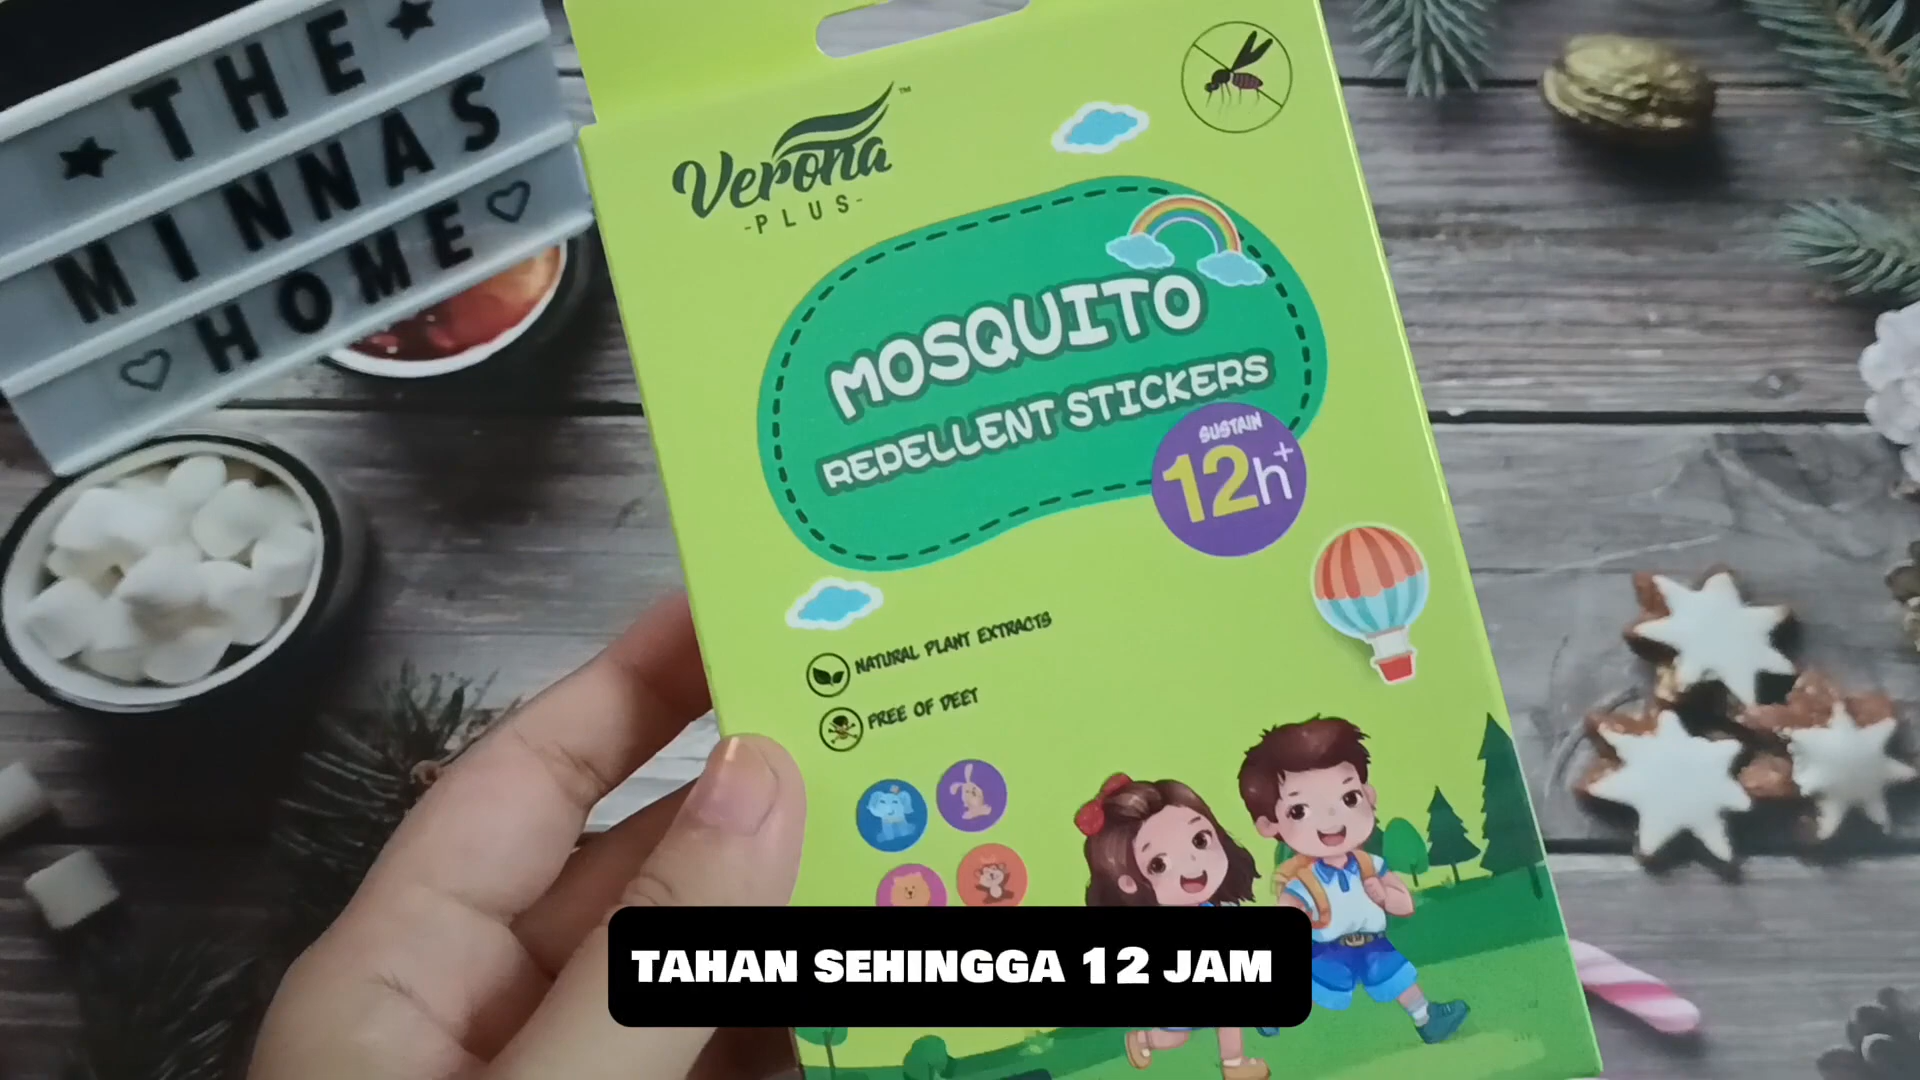 THE
MINNAS
HOME
Verona™
-PLUS-
MOSQUITO
REPELLENT STICKERS
SUSTAIN
12h+
NATURAL PLANT EXTRACTS
FREE OF DEET
TAHAN SEHINGGA 12 JAM